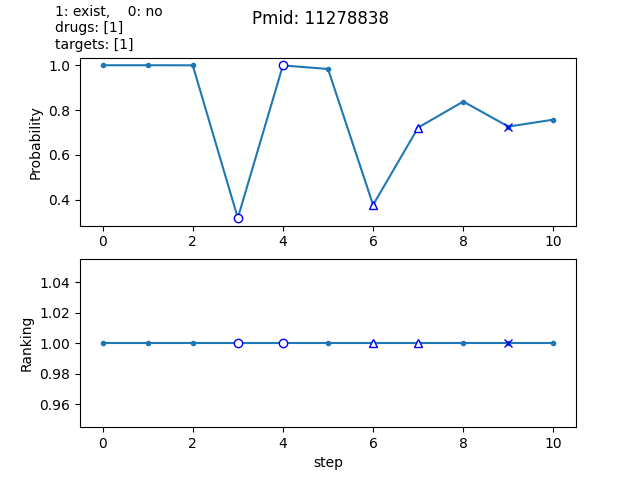 1: exist,    0: no
drugs: [1]
targets: [1]
Pmid: 11278838
Probability
1.0
0.8
0.6
0.4
0 2 4 6 8 10
Ranking
1.04
1.02
1.00
0.98
0.96
0 2 4 6 8 10
step